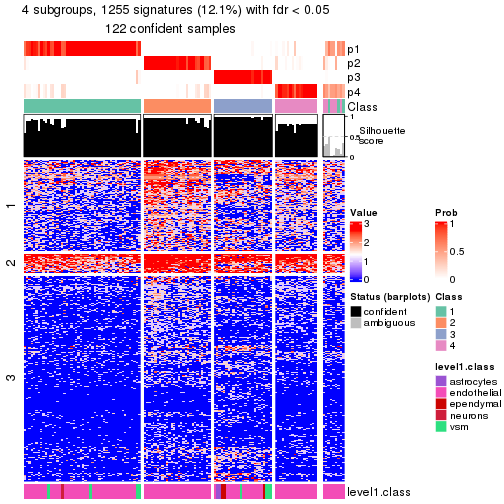 4 subgroups, 1255 signatures (12.1%) with fdr < 0.05
122 confident samples
p1
p2
p3
p4
Class
1
0.5
0
Silhouette
score
1
2
3
level1.class
Value
3
2
1
0
Prob
1
0.5
0
Status (barplots)
confident
ambiguous
Class
1
2
3
4
level1.class
astrocytes
endothelial
ependymal
neurons
vsm